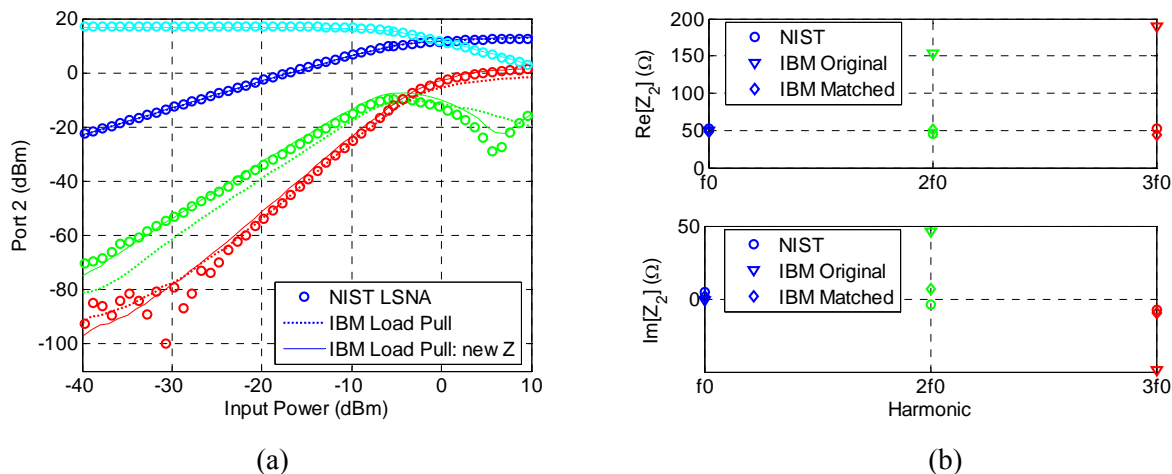 20
0
-20
-40
-60
-80
-100
Port 2 (dBm)
NIST LSNA
IBM Load Pull
IBM Load Pull: new Z
-40 -30 -20 -10 0 10
Input Power (dBm)
(a)
200
150
100
50
0
Re[Z2] (Ω)
NIST
IBM Original
IBM Matched
f0 2f0 3f0
50
0
Im[Z2] (Ω)
NIST
IBM Original
IBM Matched
f0 2f0 3f0
Harmonic
(b)